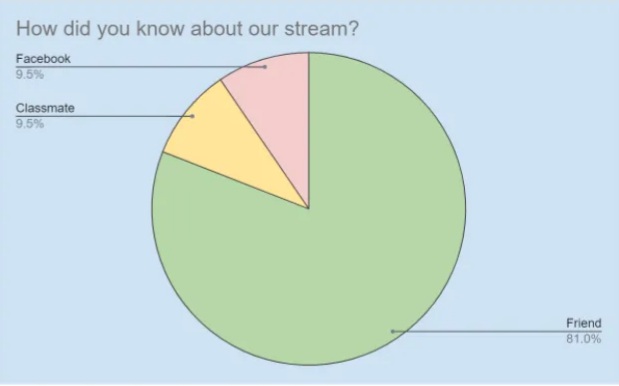 How did you know about our stream?
Facebook
9.5%
Classmate
9.5%
Friend
81.0%